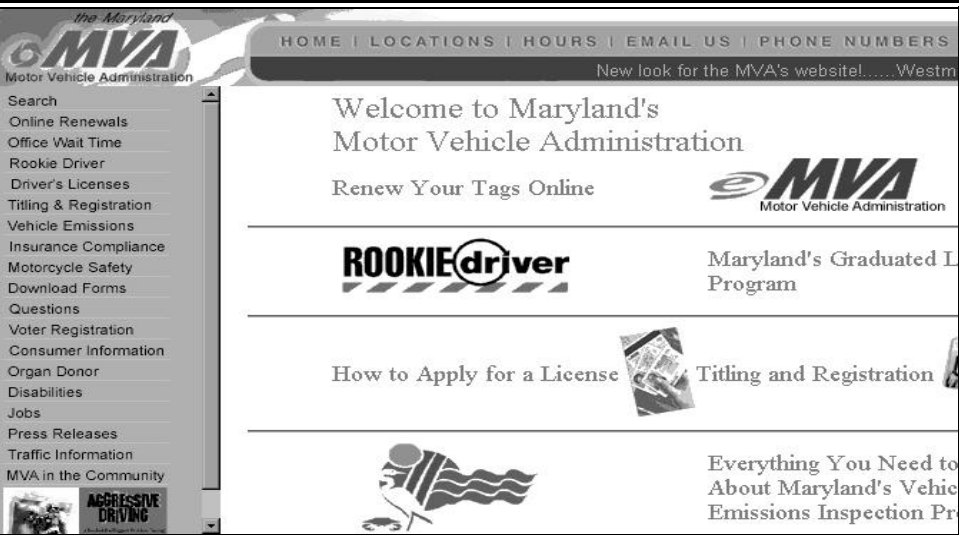 the Maryland
MVA
Motor Vehicle Administration
HOME | LOCATIONS | HOURS | EMAIL US | PHONE NUMBERS
New look for the MVA's website!......Westm
Search
Online Renewals
Office Wait Time
Rookie Driver
Driver's Licenses
Titling & Registration
Vehicle Emissions
Insurance Compliance
Motorcycle Safety
Download Forms
Questions
Voter Registration
Consumer Information
Organ Donor
Disabilities
Jobs
Press Releases
Traffic Information
MVA in the Community
AGGRESSIVE
DRIVING
Welcome to Maryland's
Motor Vehicle Administration
Renew Your Tags Online
eMVA
Motor Vehicle Administration
ROOKIE driver
Maryland's Graduated L
Program
How to Apply for a License
Titling and Registration
Everything You Need to
About Maryland's Vehic
Emissions Inspection Pr